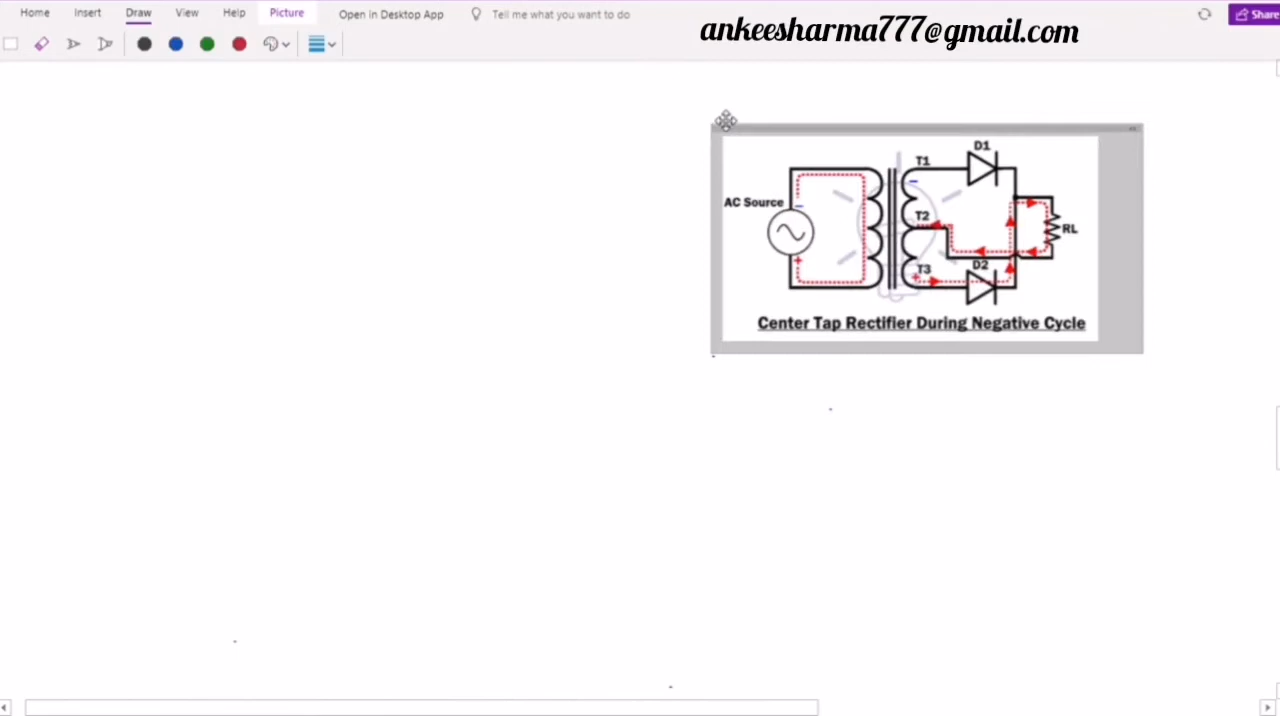 Home Insert Draw View Help Picture Open in Desktop App Tell me what you want to do
ankeesharma777@gmail.com
Share
D1
T1
AC Source
T2
RL
T3
D2
Center Tap Rectifier During Negative Cycle